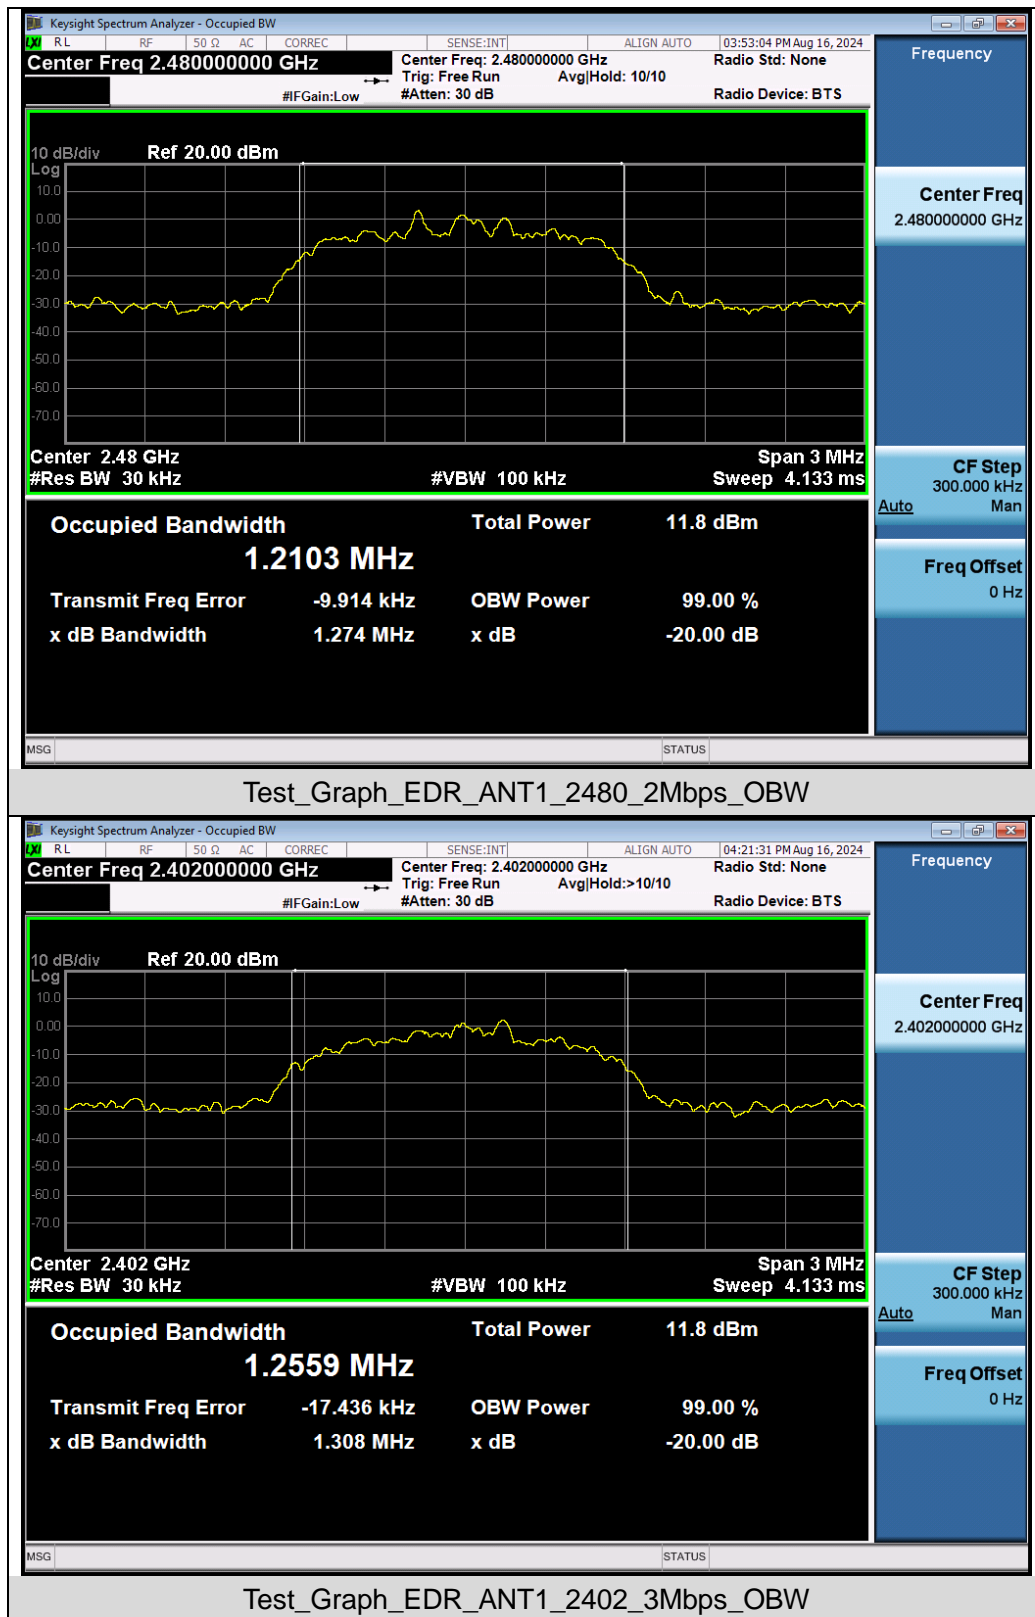 Keysight Spectrum Analyzer - Occupied BW
LXI RL RF 50 Ω AC CORREC SENSE:INT ALIGN AUTO 03:53:04 PM Aug 16, 2024
Center Freq 2.480000000 GHz
Center Freq: 2.480000000 GHz Radio Std: None
Trig: Free Run Avg|Hold: 10/10
#IFGain:Low #Atten: 30 dB Radio Device: BTS
Frequency
10 dB/div Ref 20.00 dBm
Log
10.0
0.00
-10.0
-20.0
-30.0
-40.0
-50.0
-60.0
-70.0
Center 2.48 GHz Span 3 MHz
#Res BW 30 kHz #VBW 100 kHz Sweep 4.133 ms
Center Freq
2.480000000 GHz
CF Step
300.000 kHz
Auto Man
Freq Offset
0 Hz
Occupied Bandwidth Total Power 11.8 dBm
1.2103 MHz
Transmit Freq Error -9.914 kHz OBW Power 99.00 %
x dB Bandwidth 1.274 MHz x dB -20.00 dB
MSG STATUS
Test_Graph_EDR_ANT1_2480_2Mbps_OBW
Keysight Spectrum Analyzer - Occupied BW
LXI RL RF 50 Ω AC CORREC SENSE:INT ALIGN AUTO 04:21:31 PM Aug 16, 2024
Center Freq 2.402000000 GHz
Center Freq: 2.402000000 GHz Radio Std: None
Trig: Free Run Avg|Hold:>10/10
#IFGain:Low #Atten: 30 dB Radio Device: BTS
Frequency
10 dB/div Ref 20.00 dBm
Log
10.0
0.00
-10.0
-20.0
-30.0
-40.0
-50.0
-60.0
-70.0
Center 2.402 GHz Span 3 MHz
#Res BW 30 kHz #VBW 100 kHz Sweep 4.133 ms
Center Freq
2.402000000 GHz
CF Step
300.000 kHz
Auto Man
Freq Offset
0 Hz
Occupied Bandwidth Total Power 11.8 dBm
1.2559 MHz
Transmit Freq Error -17.436 kHz OBW Power 99.00 %
x dB Bandwidth 1.308 MHz x dB -20.00 dB
MSG STATUS
Test_Graph_EDR_ANT1_2402_3Mbps_OBW